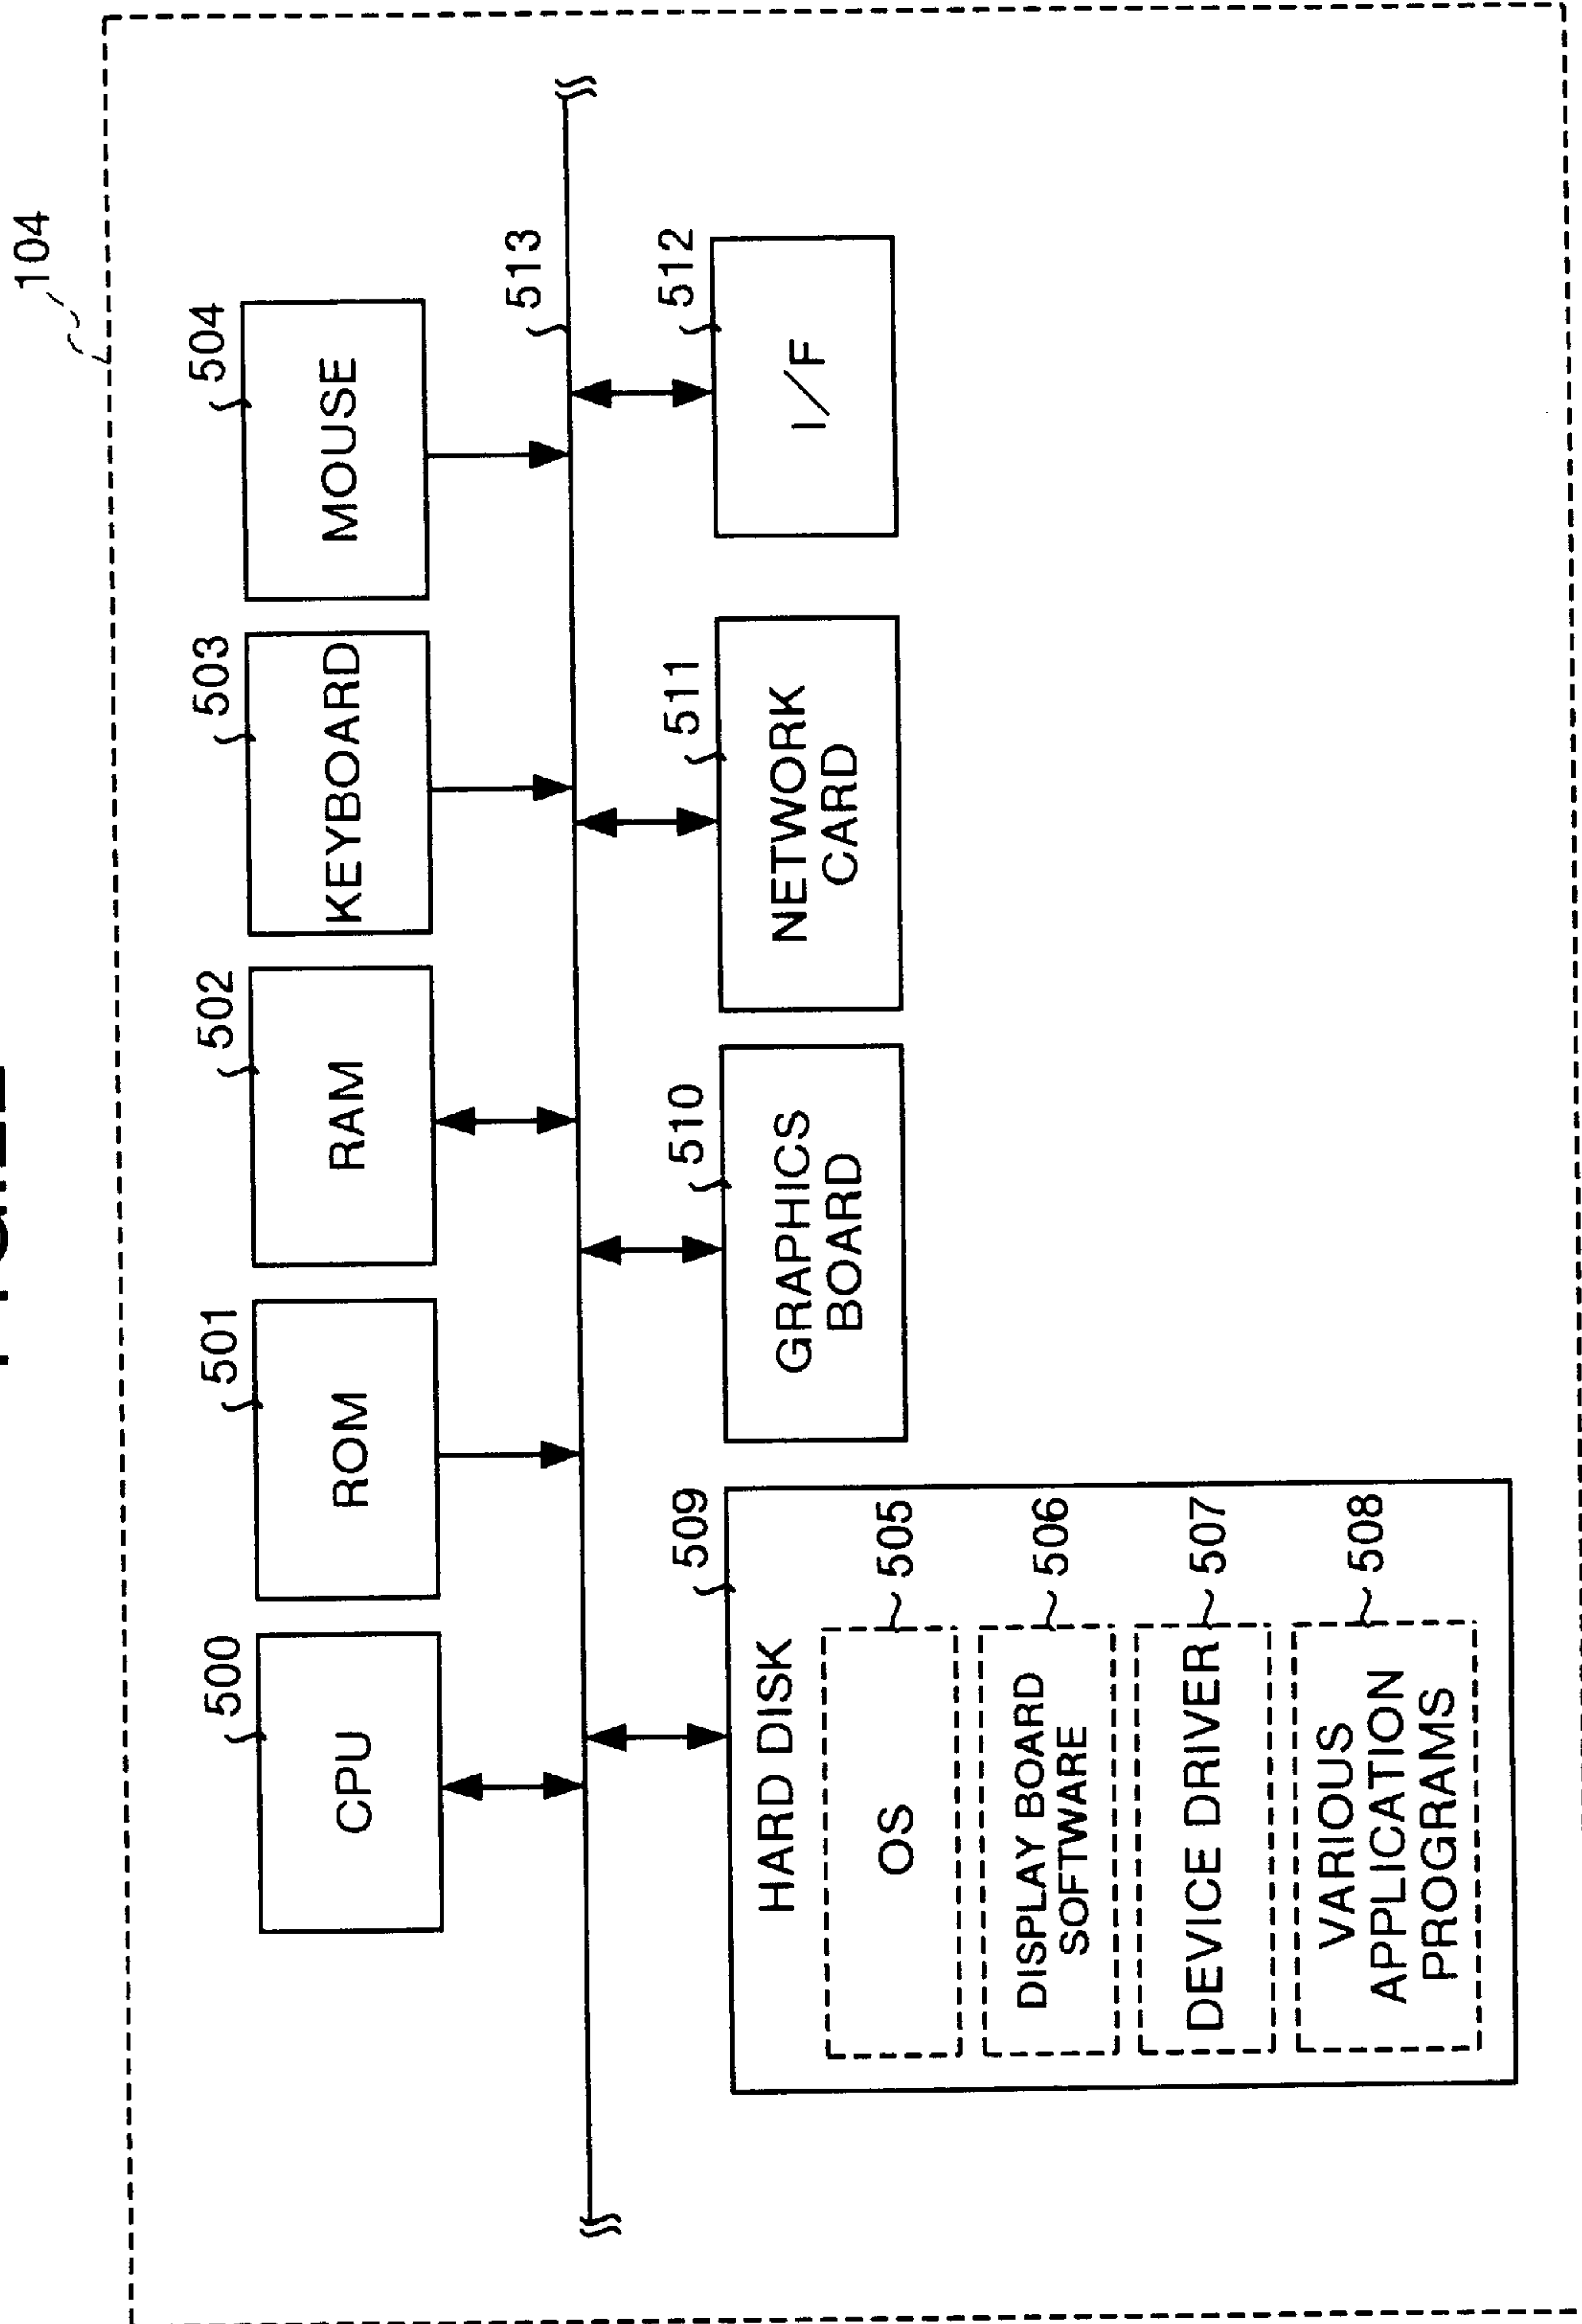 104
500
CPU
501
ROM
502
RAM
503
KEYBOARD
504
MOUSE
513
509
HARD DISK
OS
505
DISPLAY BOARD
SOFTWARE
506
DEVICE DRIVER
507
VARIOUS
APPLICATION
PROGRAMS
508
510
GRAPHICS
BOARD
511
NETWORK
CARD
512
I/F